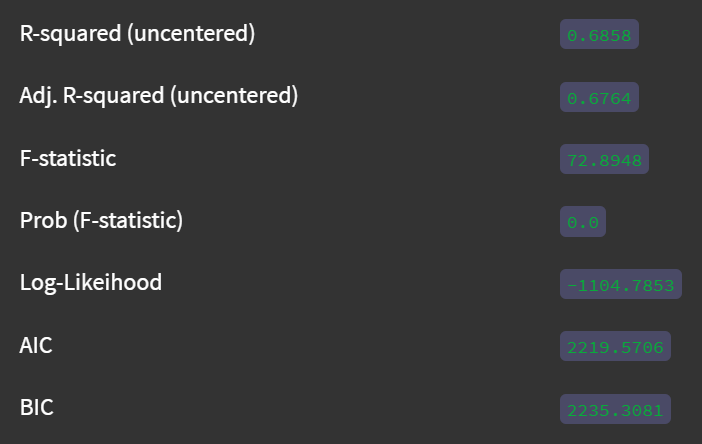 R-squared (uncentered) 0.6858
Adj. R-squared (uncentered) 0.6764
F-statistic 72.8948
Prob (F-statistic) 0.0
Log-Likeihood -1104.7853
AIC 2219.5706
BIC 2235.3081